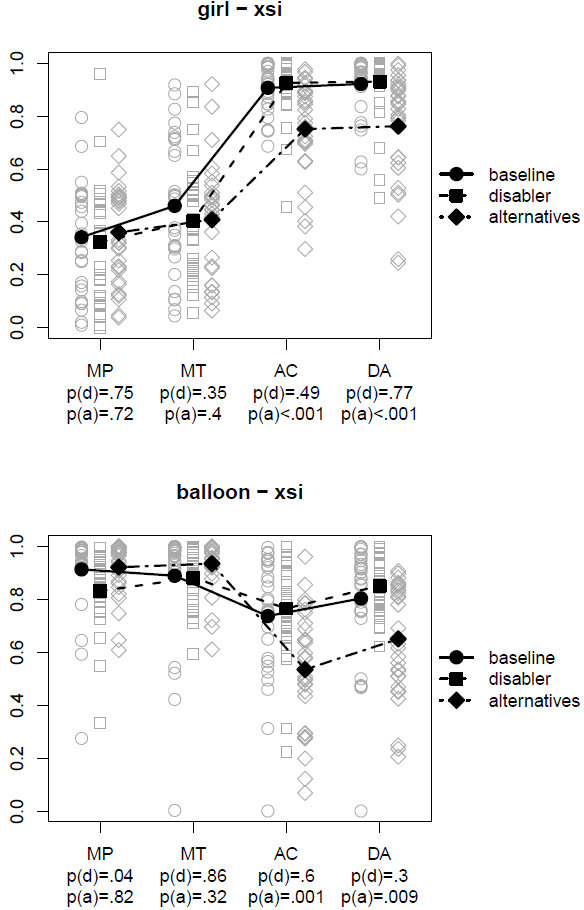 girl − xsi
1.0
0.8
0.6
0.4
0.2
0.0
baseline
disabler
alternatives
MP MT AC DA
p(d)=.75 p(d)=.35 p(d)=.49 p(d)=.77
p(a)=.72 p(a)=.4 p(a)<.001 p(a)<.001
balloon − xsi
1.0
0.8
0.6
0.4
0.2
0.0
baseline
disabler
alternatives
MP MT AC DA
p(d)=.04 p(d)=.86 p(d)=.6 p(d)=.3
p(a)=.82 p(a)=.32 p(a)=.001 p(a)=.009